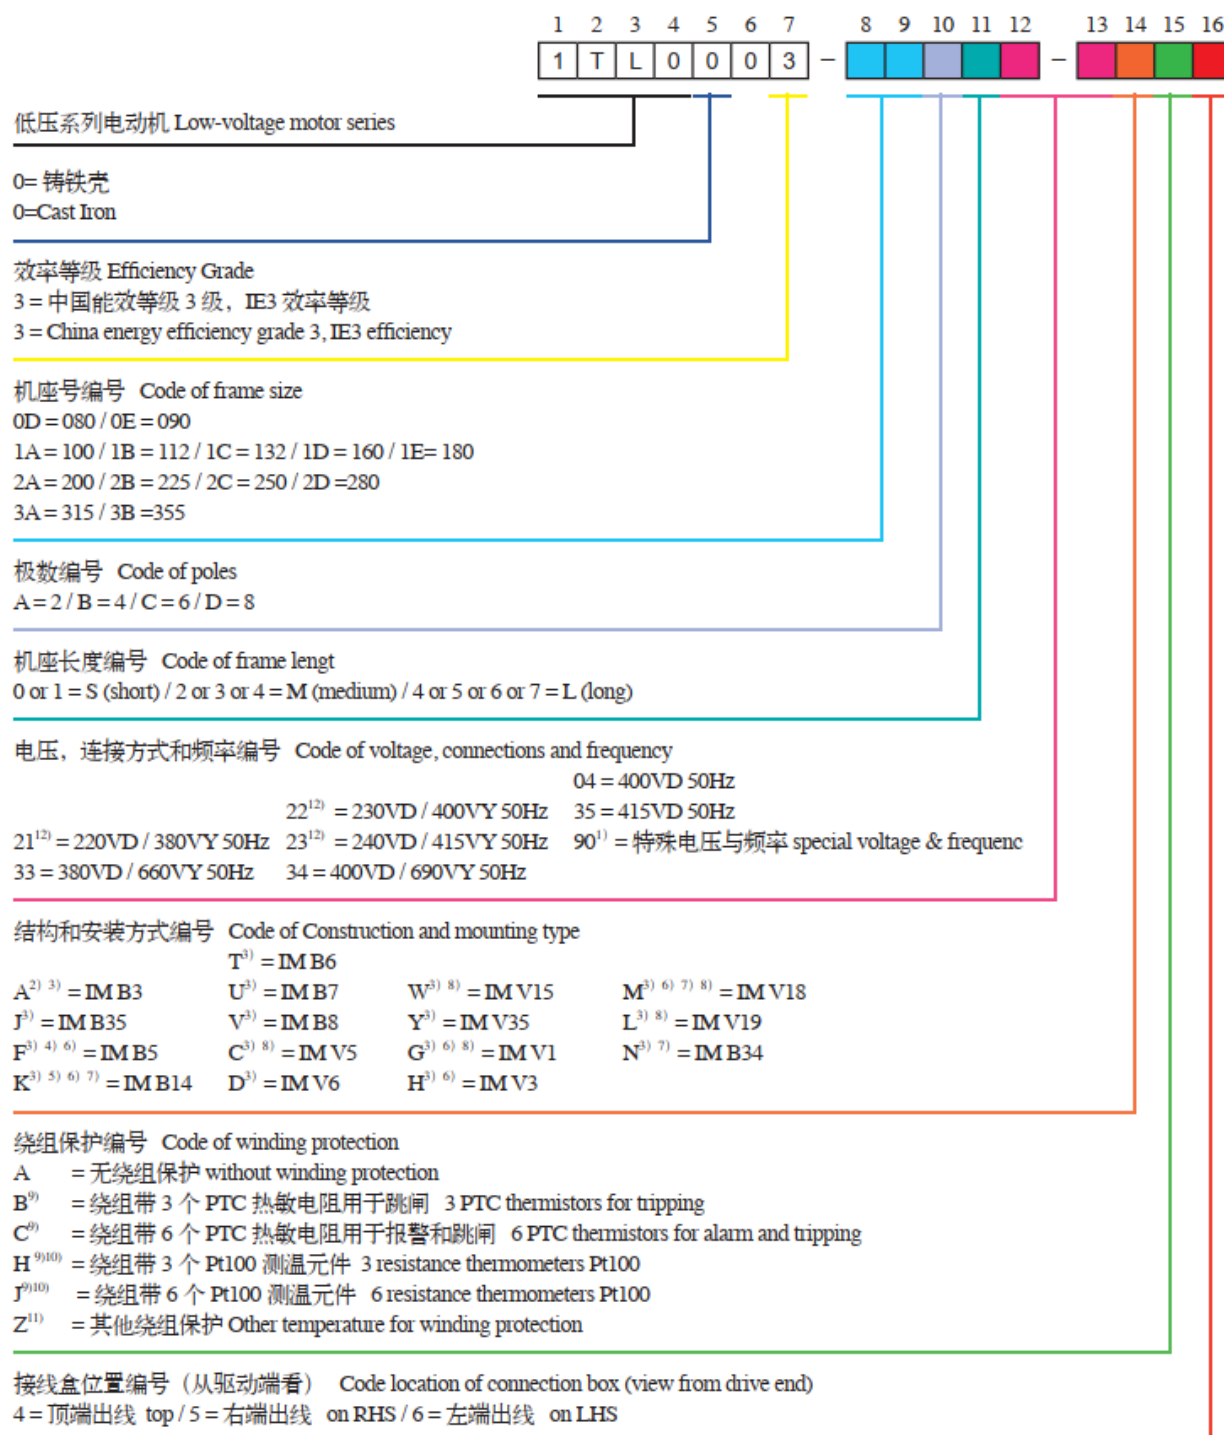 1 2 3 4 5 6 7 8 9 10 11 12 13 14 15 16
1 T L 0 0 0 3 – –
低压系列电动机 Low-voltage motor series
0= 铸铁壳
0=Cast Iron
效率等级 Efficiency Grade
3 = 中国能效等级 3 级，IE3 效率等级
3 = China energy efficiency grade 3, IE3 efficiency
机座号编号 Code of frame size
0D = 080 / 0E = 090
1A = 100 / 1B = 112 / 1C = 132 / 1D = 160 / 1E= 180
2A = 200 / 2B = 225 / 2C = 250 / 2D =280
3A = 315 / 3B =355
极数编号 Code of poles
A = 2 / B = 4 / C = 6 / D = 8
机座长度编号 Code of frame lengt
0 or 1 = S (short) / 2 or 3 or 4 = M (medium) / 4 or 5 or 6 or 7 = L (long)
电压，连接方式和频率编号 Code of voltage, connections and frequency
04 = 400VD 50Hz
22¹²⁾ = 230VD / 400VY 50Hz 35 = 415VD 50Hz
21¹²⁾ = 220VD / 380VY 50Hz 23¹²⁾ = 240VD / 415VY 50Hz 90¹⁾ = 特殊电压与频率 special voltage & frequenc
33 = 380VD / 660VY 50Hz 34 = 400VD / 690VY 50Hz
结构和安装方式编号 Code of Construction and mounting type
T³⁾ = IM B6
A²⁾ ³⁾ = IM B3 U³⁾ = IM B7 W³⁾ ⁸⁾ = IM V15 M³⁾ ⁶⁾ ⁷⁾ ⁸⁾ = IM V18
J³⁾ = IM B35 V³⁾ = IM B8 Y³⁾ = IM V35 L³⁾ ⁸⁾ = IM V19
F³⁾ ⁴⁾ ⁶⁾ = IM B5 C³⁾ ⁸⁾ = IM V5 G³⁾ ⁶⁾ ⁸⁾ = IM V1 N³⁾ ⁷⁾ = IM B34
K³⁾ ⁵⁾ ⁶⁾ ⁷⁾ = IM B14 D³⁾ = IM V6 H³⁾ ⁶⁾ = IM V3
绕组保护编号 Code of winding protection
A = 无绕组保护 without winding protection
B⁹⁾ = 绕组带 3 个 PTC 热敏电阻用于跳闸 3 PTC thermistors for tripping
C⁹⁾ = 绕组带 6 个 PTC 热敏电阻用于报警和跳闸 6 PTC thermistors for alarm and tripping
H⁹⁾¹⁰⁾ = 绕组带 3 个 Pt100 测温元件 3 resistance thermometers Pt100
J⁹⁾¹⁰⁾ = 绕组带 6 个 Pt100 测温元件 6 resistance thermometers Pt100
Z¹¹⁾ = 其他绕组保护 Other temperature for winding protection
接线盒位置编号（从驱动端看） Code location of connection box (view from drive end)
4 = 顶端出线 top / 5 = 右端出线 on RHS / 6 = 左端出线 on LHS